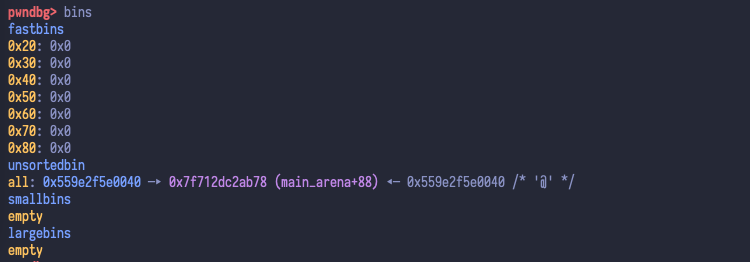 pwndbg> bins
fastbins
0x20: 0x0
0x30: 0x0
0x40: 0x0
0x50: 0x0
0x60: 0x0
0x70: 0x0
0x80: 0x0
unsortedbin
all: 0x559e2f5e0040 —▸ 0x7f712dc2ab78 (main_arena+88) ◂— 0x559e2f5e0040 /* '@' */
smallbins
empty
largebins
empty